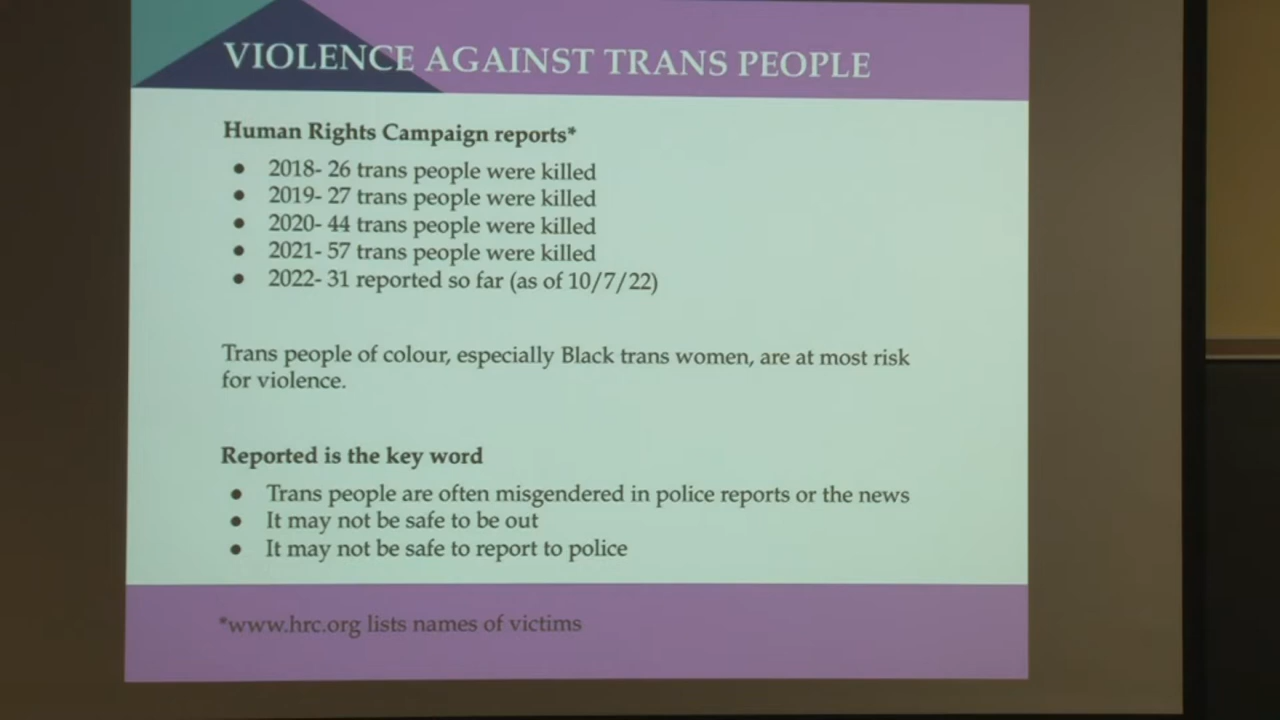 VIOLENCE AGAINST TRANS PEOPLE
Human Rights Campaign reports*
● 2018- 26 trans people were killed
● 2019- 27 trans people were killed
● 2020- 44 trans people were killed
● 2021- 57 trans people were killed
● 2022- 31 reported so far (as of 10/7/22)
Trans people of colour, especially Black trans women, are at most risk
for violence.
Reported is the key word
● Trans people are often misgendered in police reports or the news
● It may not be safe to be out
● It may not be safe to report to police
*www.hrc.org lists names of victims